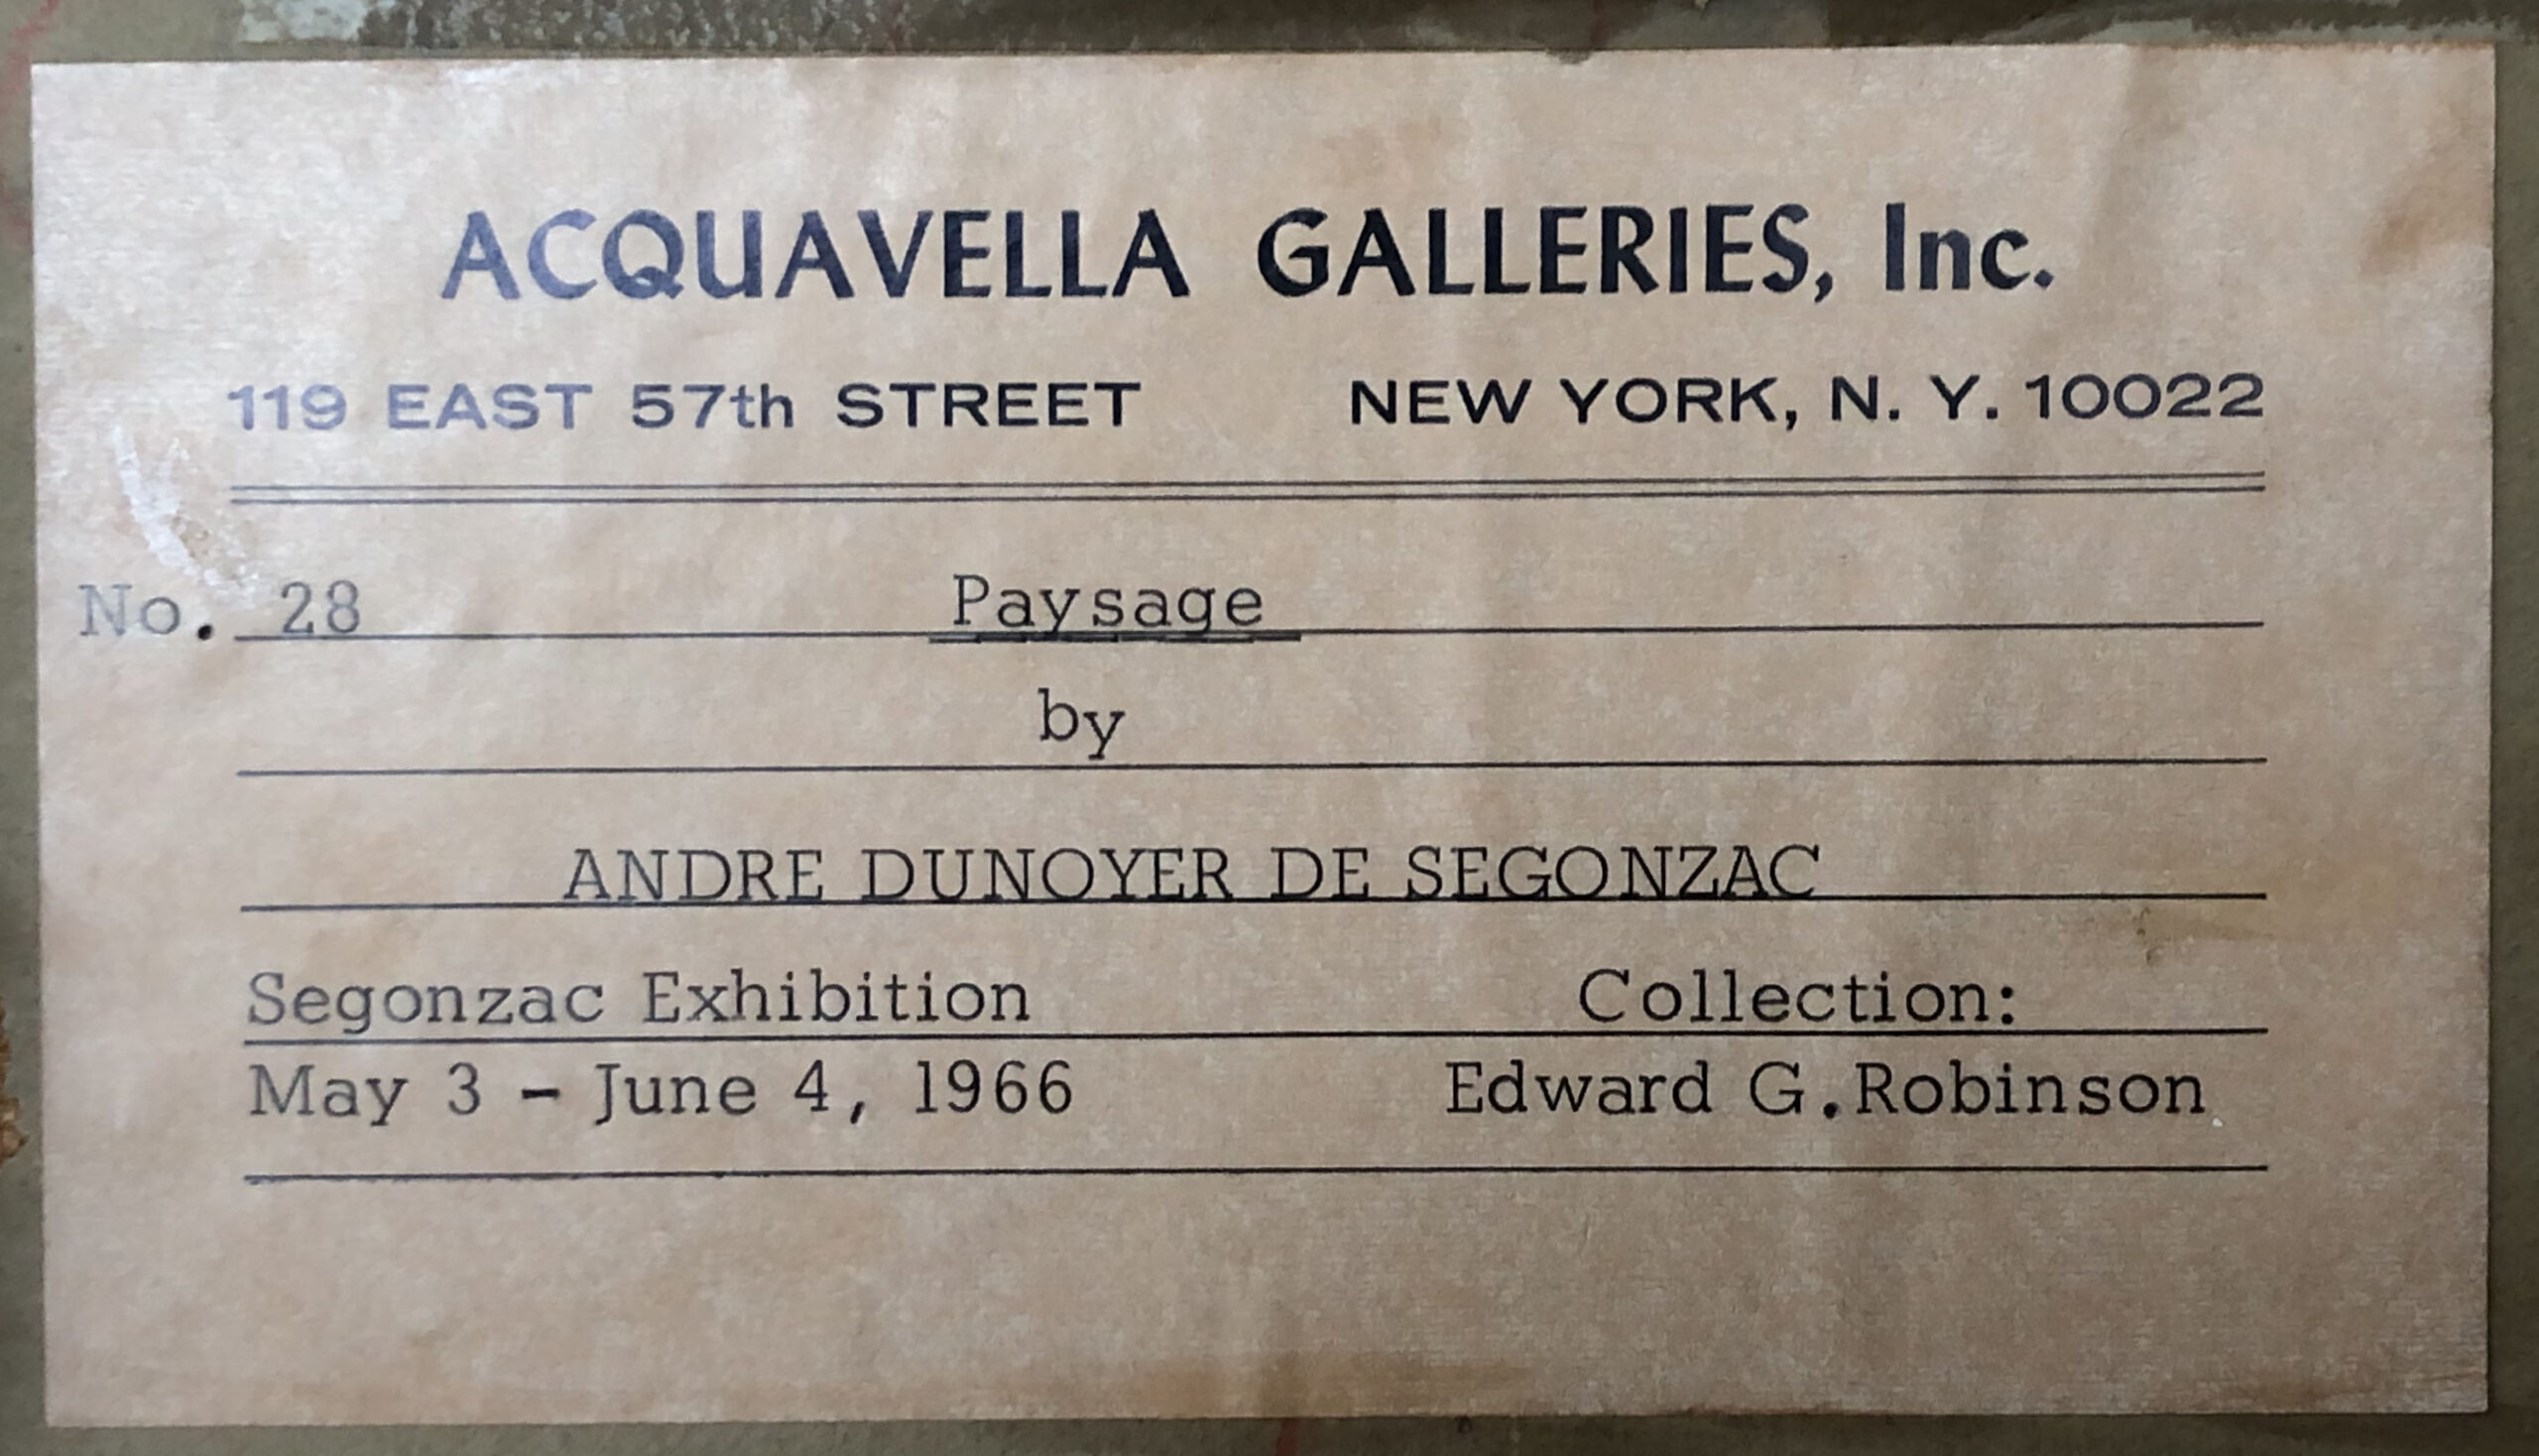 ACQUAVELLA GALLERIES, Inc.
119 EAST 57th STREET NEW YORK, N. Y. 10022
No. 28 Paysage
by
ANDRE DUNOYER DE SEGONZAC
Segonzac Exhibition Collection:
May 3 - June 4, 1966 Edward G.Robinson